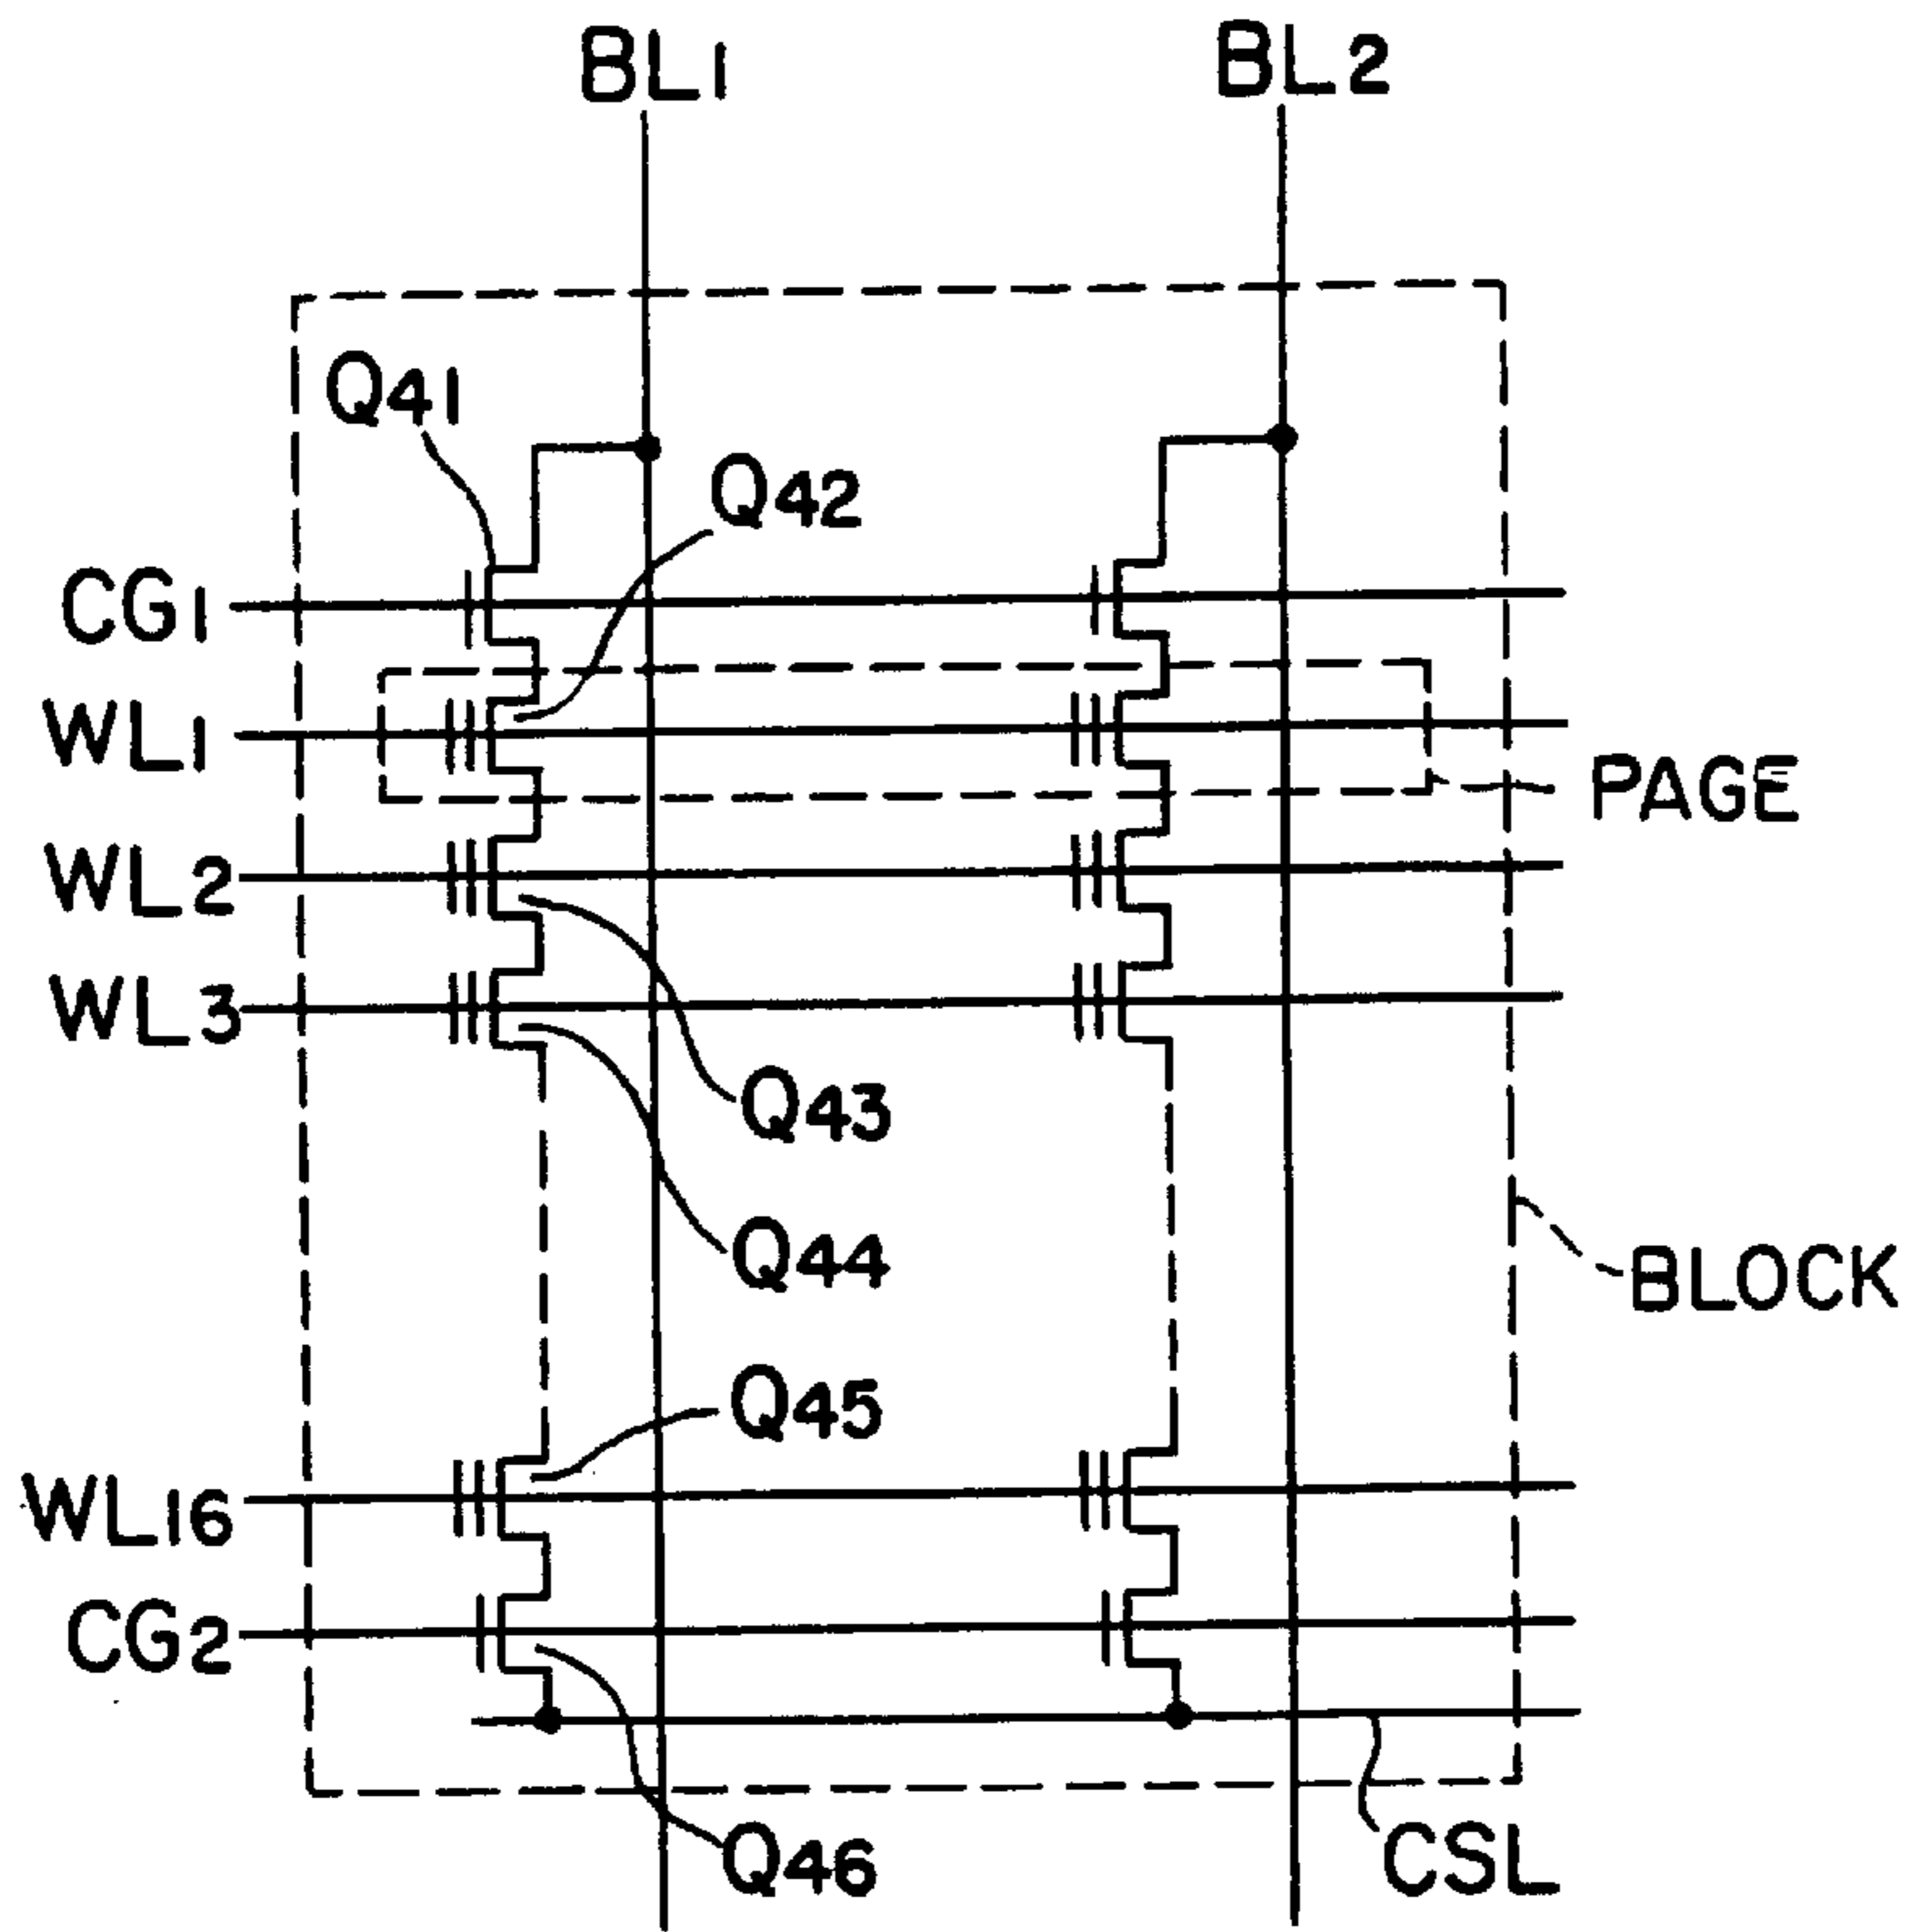 BL1
BL2
Q41
Q42
CG1
WL1
PAGE
WL2
WL3
Q43
Q44
BLOCK
Q45
WL16
CG2
Q46
CSL